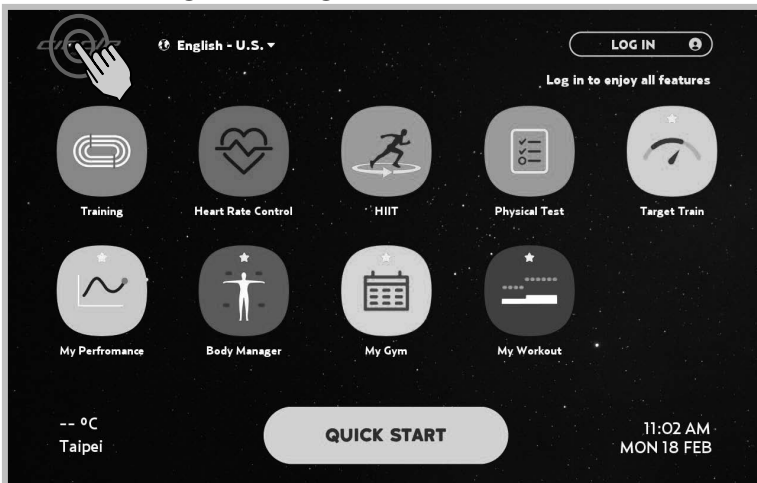 English - U.S.
LOG IN
Log in to enjoy all features
Training
Heart Rate Control
HIIT
Physical Test
Target Train
My Perfromance
Body Manager
My Gym
My Workout
-- °C
Taipei
QUICK START
11:02 AM
MON 18 FEB